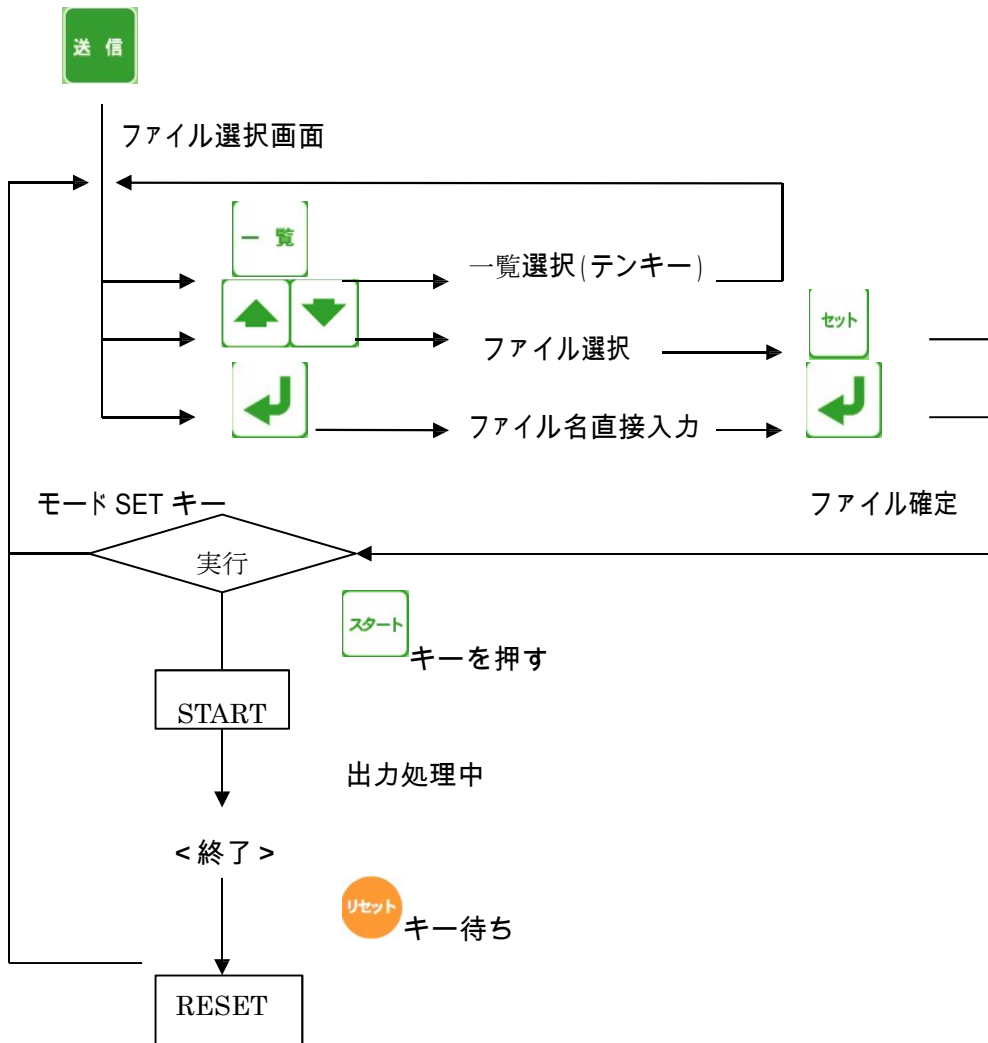 送 信
ファイル選択画面
一 覧
一覧選択(テンキー)
ファイル選択
セット
ファイル名直接入力
モード SET キー
ファイル確定
実行
スタート
キーを押す
START
出力処理中
<終了>
リセット
キー待ち
RESET